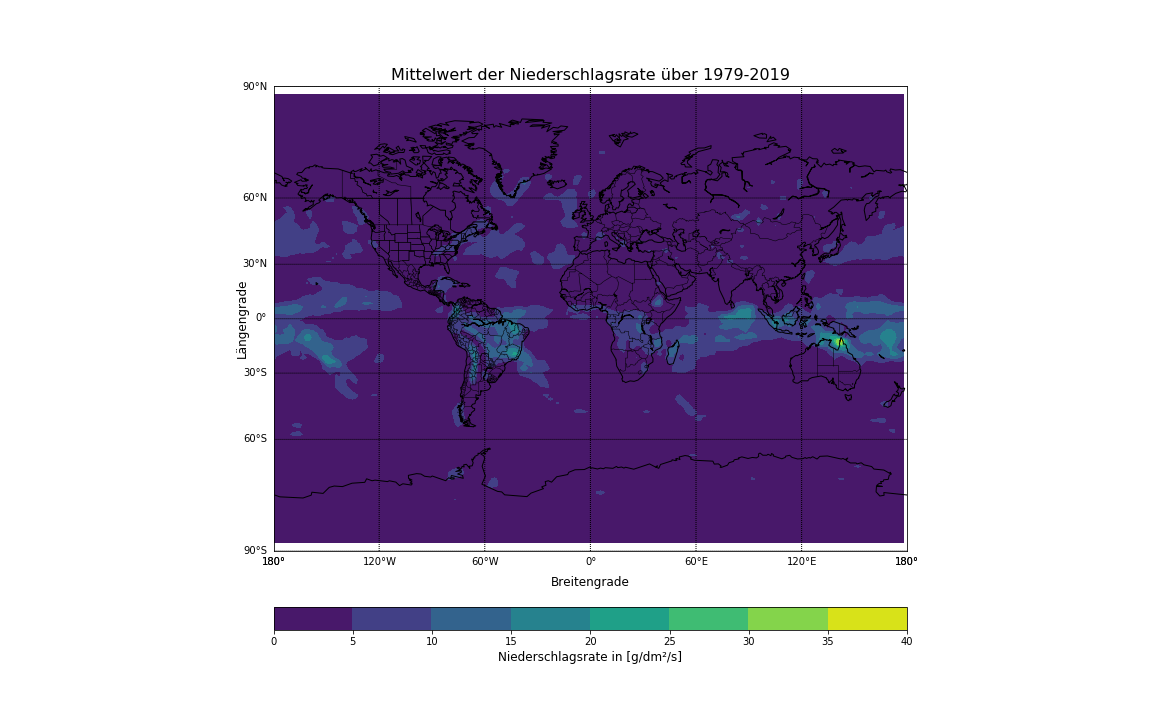 Mittelwert der Niederschlagsrate über 1979-2019
90°N
60°N
30°N
0°
30°S
60°S
90°S
Längengrade
180° 120°W 60°W 0° 60°E 120°E 180°
Breitengrade
0 5 10 15 20 25 30 35 40
Niederschlagsrate in [g/dm²/s]